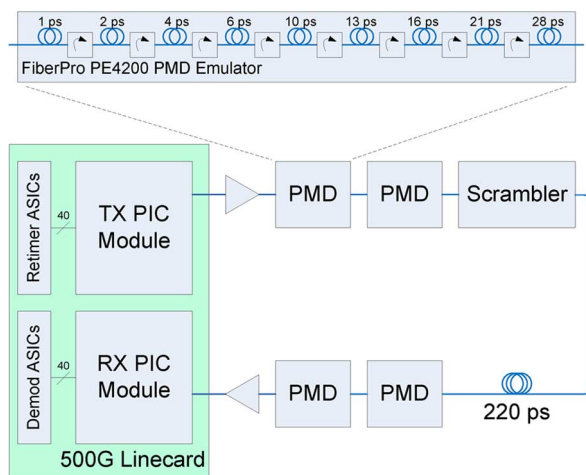 1 ps 2 ps 4 ps 6 ps 10 ps 13 ps 16 ps 21 ps 28 ps
FiberPro PE4200 PMD Emulator
Retimer ASICs
40
TX PIC
Module
PMD
PMD
Scrambler
Demod ASICs
40
RX PIC
Module
PMD
PMD
220 ps
500G Linecard